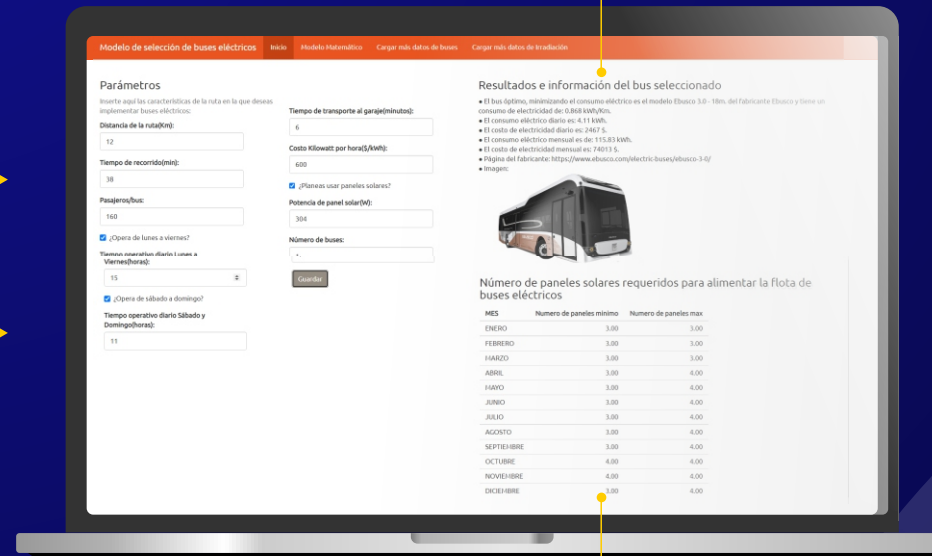 Modelo de selección de buses eléctricos Inicio Modelo Matemático Cargar más datos de buses Cargar más datos de Irradiación
Parámetros
Inserte aquí las características de la ruta en la que deseas
implementar buses eléctricos:
Distancia de la ruta(Km):
12
Tiempo de recorrido(min):
38
Pasajeros/bus:
160
¿Opera de lunes a viernes?
Tiempo operativo diario Lunes a
Viernes(horas):
15
¿Opera de sábado a domingo?
Tiempo operativo diario Sábado y
Domingo(horas):
11
Tiempo de transporte al garaje(minutos):
6
Costo Kilowatt por hora($/kWh):
600
¿Planeas usar paneles solares?
Potencia de panel solar(W):
304
Número de buses:
Guardar
Resultados e información del bus seleccionado
• El bus óptimo, minimizando el consumo eléctrico es el modelo Ebusco 3.0 - 18m. del fabricante Ebusco y tiene un
consumo de electricidad de: 0.868 kWh/Km.
• El consumo eléctrico diario es: 4.11 kWh.
• El costo de electricidad diario es: 2467 $.
• El consumo eléctrico mensual es de: 115.83 kWh.
• El costo de electricidad mensual es: 74013 $.
• Página del fabricante: https://www.ebusco.com/electric-buses/ebusco-3-0/
• Imagen:
Número de paneles solares requeridos para alimentar la flota de
buses eléctricos
MES Numero de paneles minimo Numero de paneles max
ENERO 3.00 3.00
FEBRERO 3.00 3.00
MARZO 3.00 3.00
ABRIL 3.00 4.00
MAYO 3.00 4.00
JUNIO 3.00 4.00
JULIO 3.00 4.00
AGOSTO 3.00 4.00
SEPTIEMBRE 3.00 4.00
OCTUBRE 4.00 4.00
NOVIEMBRE 4.00 4.00
DICIEMBRE 3.00 4.00